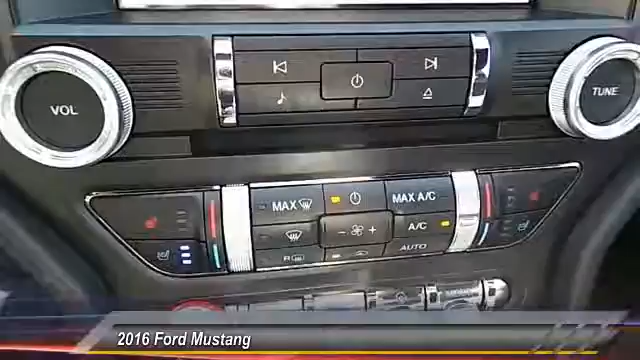 VOL
TUNE
MAX
MAX A/C
A/C
R
AUTO
2016 Ford Mustang